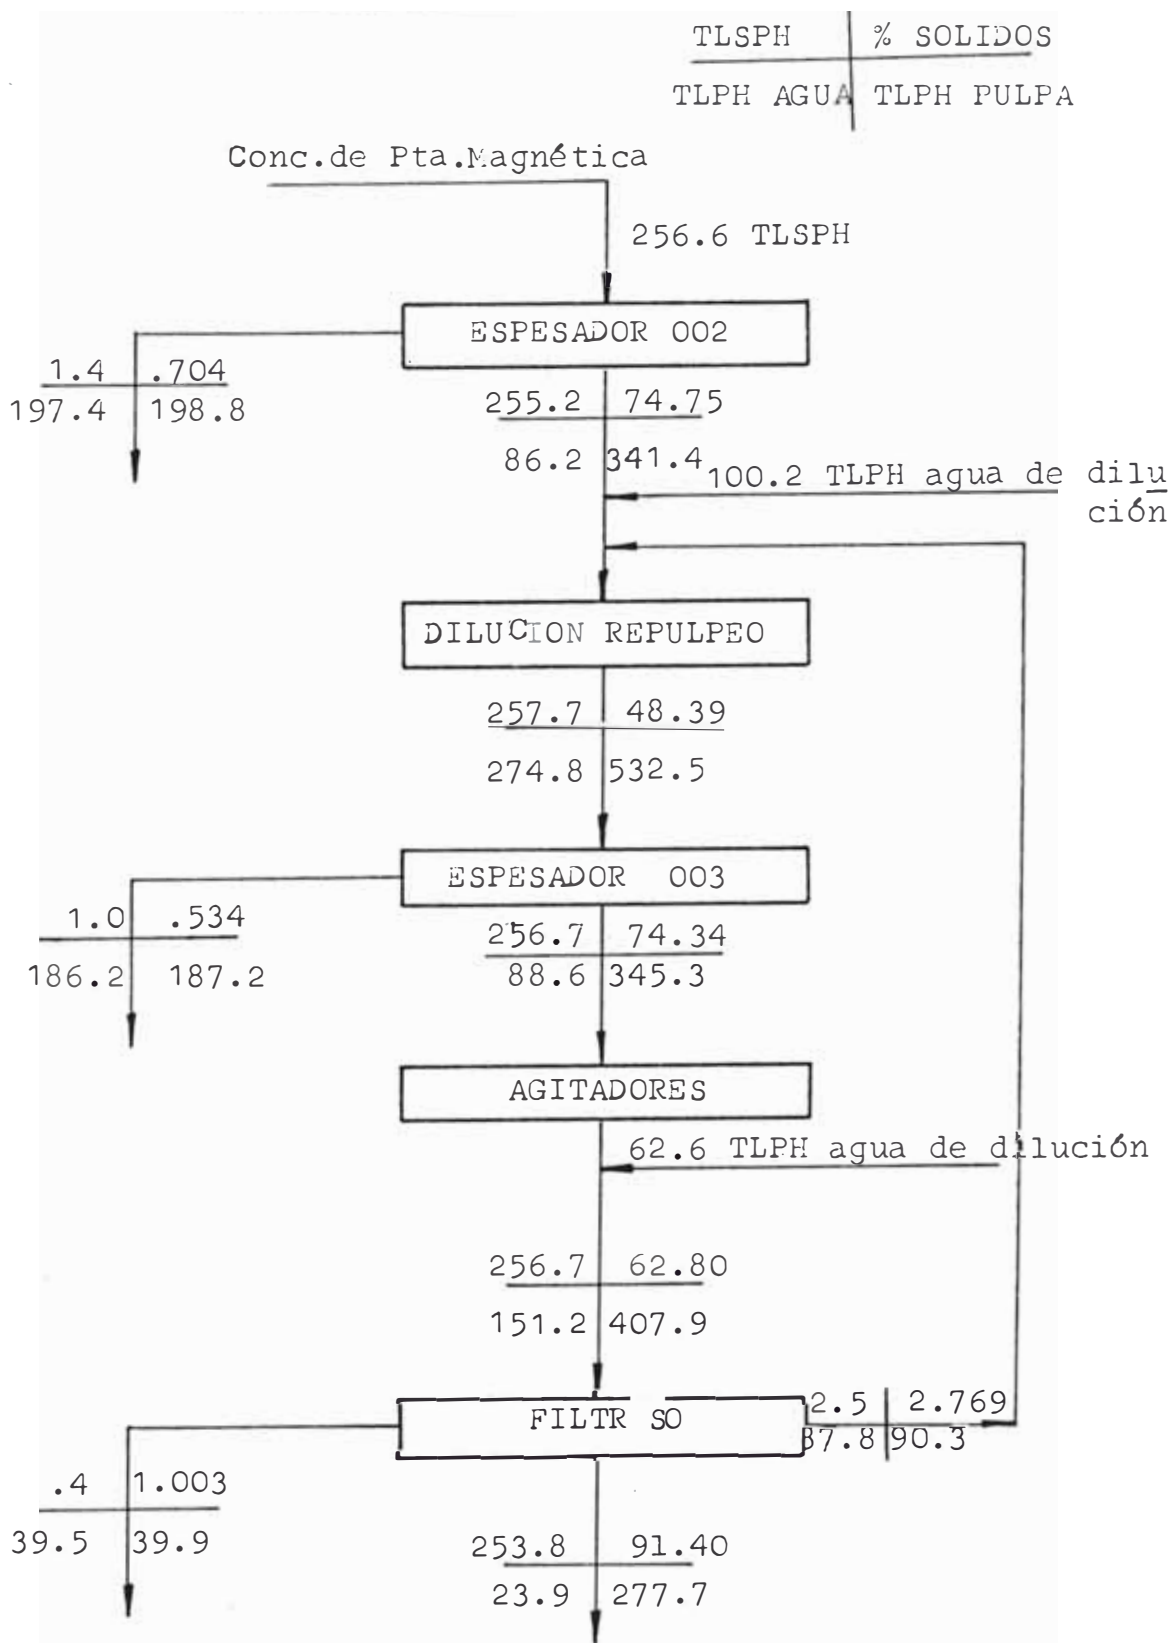 TLSPH % SOLIDOS
TLPH AGUA TLPH PULPA
Conc.de Pta.Magnética
256.6 TLSPH
ESPESADOR 002
1.4 .704
197.4 198.8
255.2 74.75
86.2 341.4
100.2 TLPH agua de dilu
ción
DILUCION REPULPEO
257.7 48.39
274.8 532.5
ESPESADOR 003
1.0 .534
186.2 187.2
256.7 74.34
88.6 345.3
AGITADORES
62.6 TLPH agua de dilución
256.7 62.80
151.2 407.9
FILTR SO
2.5 2.769
87.8 90.3
.4 1.003
39.5 39.9
253.8 91.40
23.9 277.7